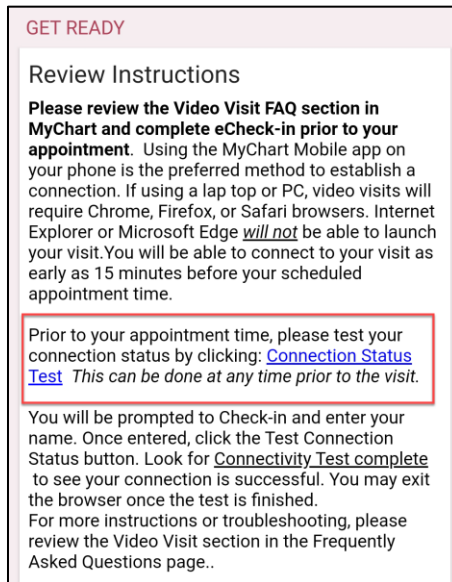 GET READY
Review Instructions
Please review the Video Visit FAQ section in
MyChart and complete eCheck-in prior to your
appointment.  Using the MyChart Mobile app on
your phone is the preferred method to establish a
connection. If using a lap top or PC, video visits will
require Chrome, Firefox, or Safari browsers. Internet
Explorer or Microsoft Edge will not be able to launch
your visit.You will be able to connect to your visit as
early as 15 minutes before your scheduled
appointment time.
Prior to your appointment time, please test your
connection status by clicking: Connection Status
Test  This can be done at any time prior to the visit.
You will be prompted to Check-in and enter your
name. Once entered, click the Test Connection
Status button. Look for Connectivity Test complete
to see your connection is successful. You may exit
the browser once the test is finished.
For more instructions or troubleshooting, please
review the Video Visit section in the Frequently
Asked Questions page..